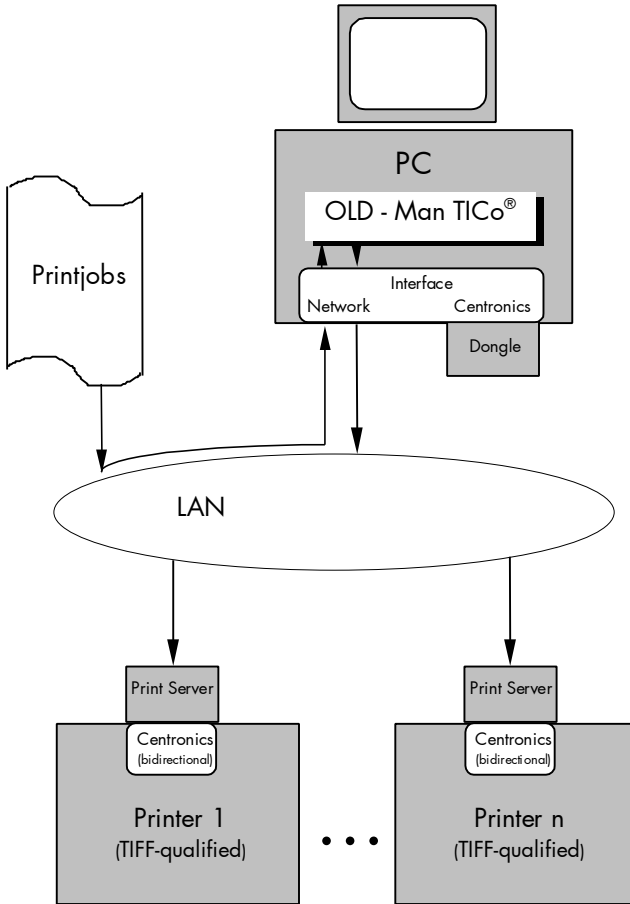 PC
OLD - Man TICo®
Printjobs
Interface
Network Centronics
Dongle
LAN
Print Server
Print Server
Centronics
(bidirectional)
Centronics
(bidirectional)
Printer 1
(TIFF-qualified)
• • •
Printer n
(TIFF-qualified)